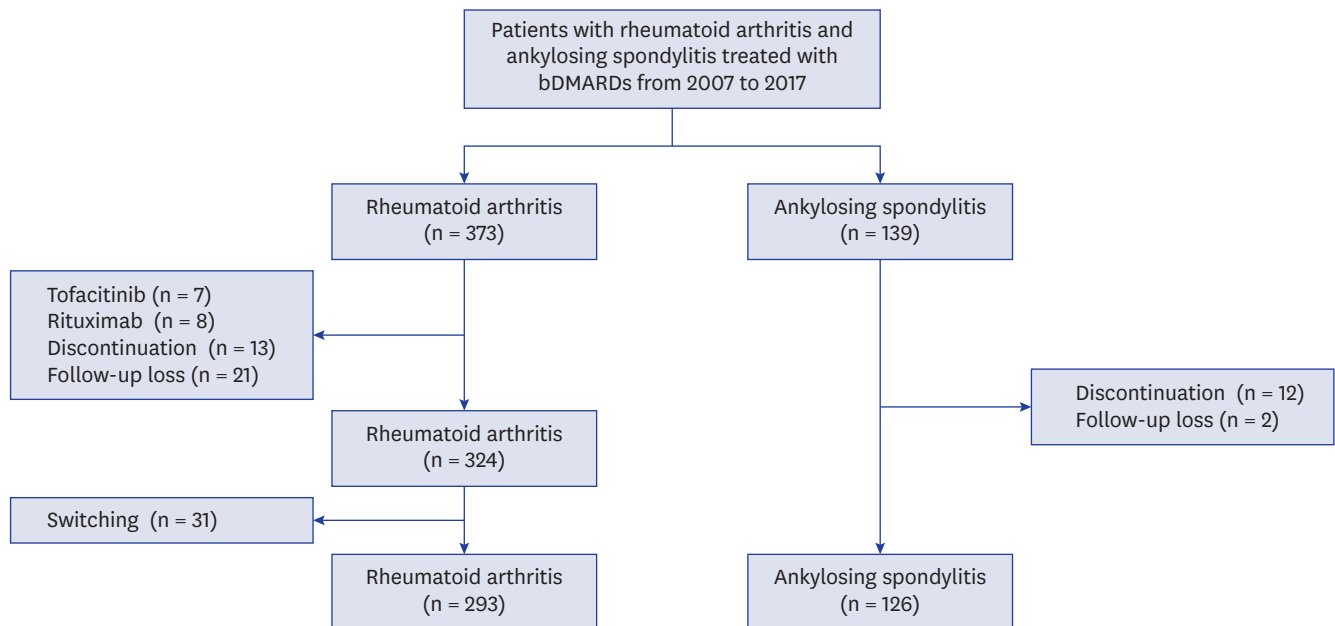 Patients with rheumatoid arthritis and
ankylosing spondylitis treated with
bDMARDs from 2007 to 2017
Rheumatoid arthritis
(n = 373)
Ankylosing spondylitis
(n = 139)
Tofacitinib (n = 7)
Rituximab (n = 8)
Discontinuation (n = 13)
Follow-up loss (n = 21)
Discontinuation (n = 12)
Follow-up loss (n = 2)
Rheumatoid arthritis
(n = 324)
Switching (n = 31)
Rheumatoid arthritis
(n = 293)
Ankylosing spondylitis
(n = 126)